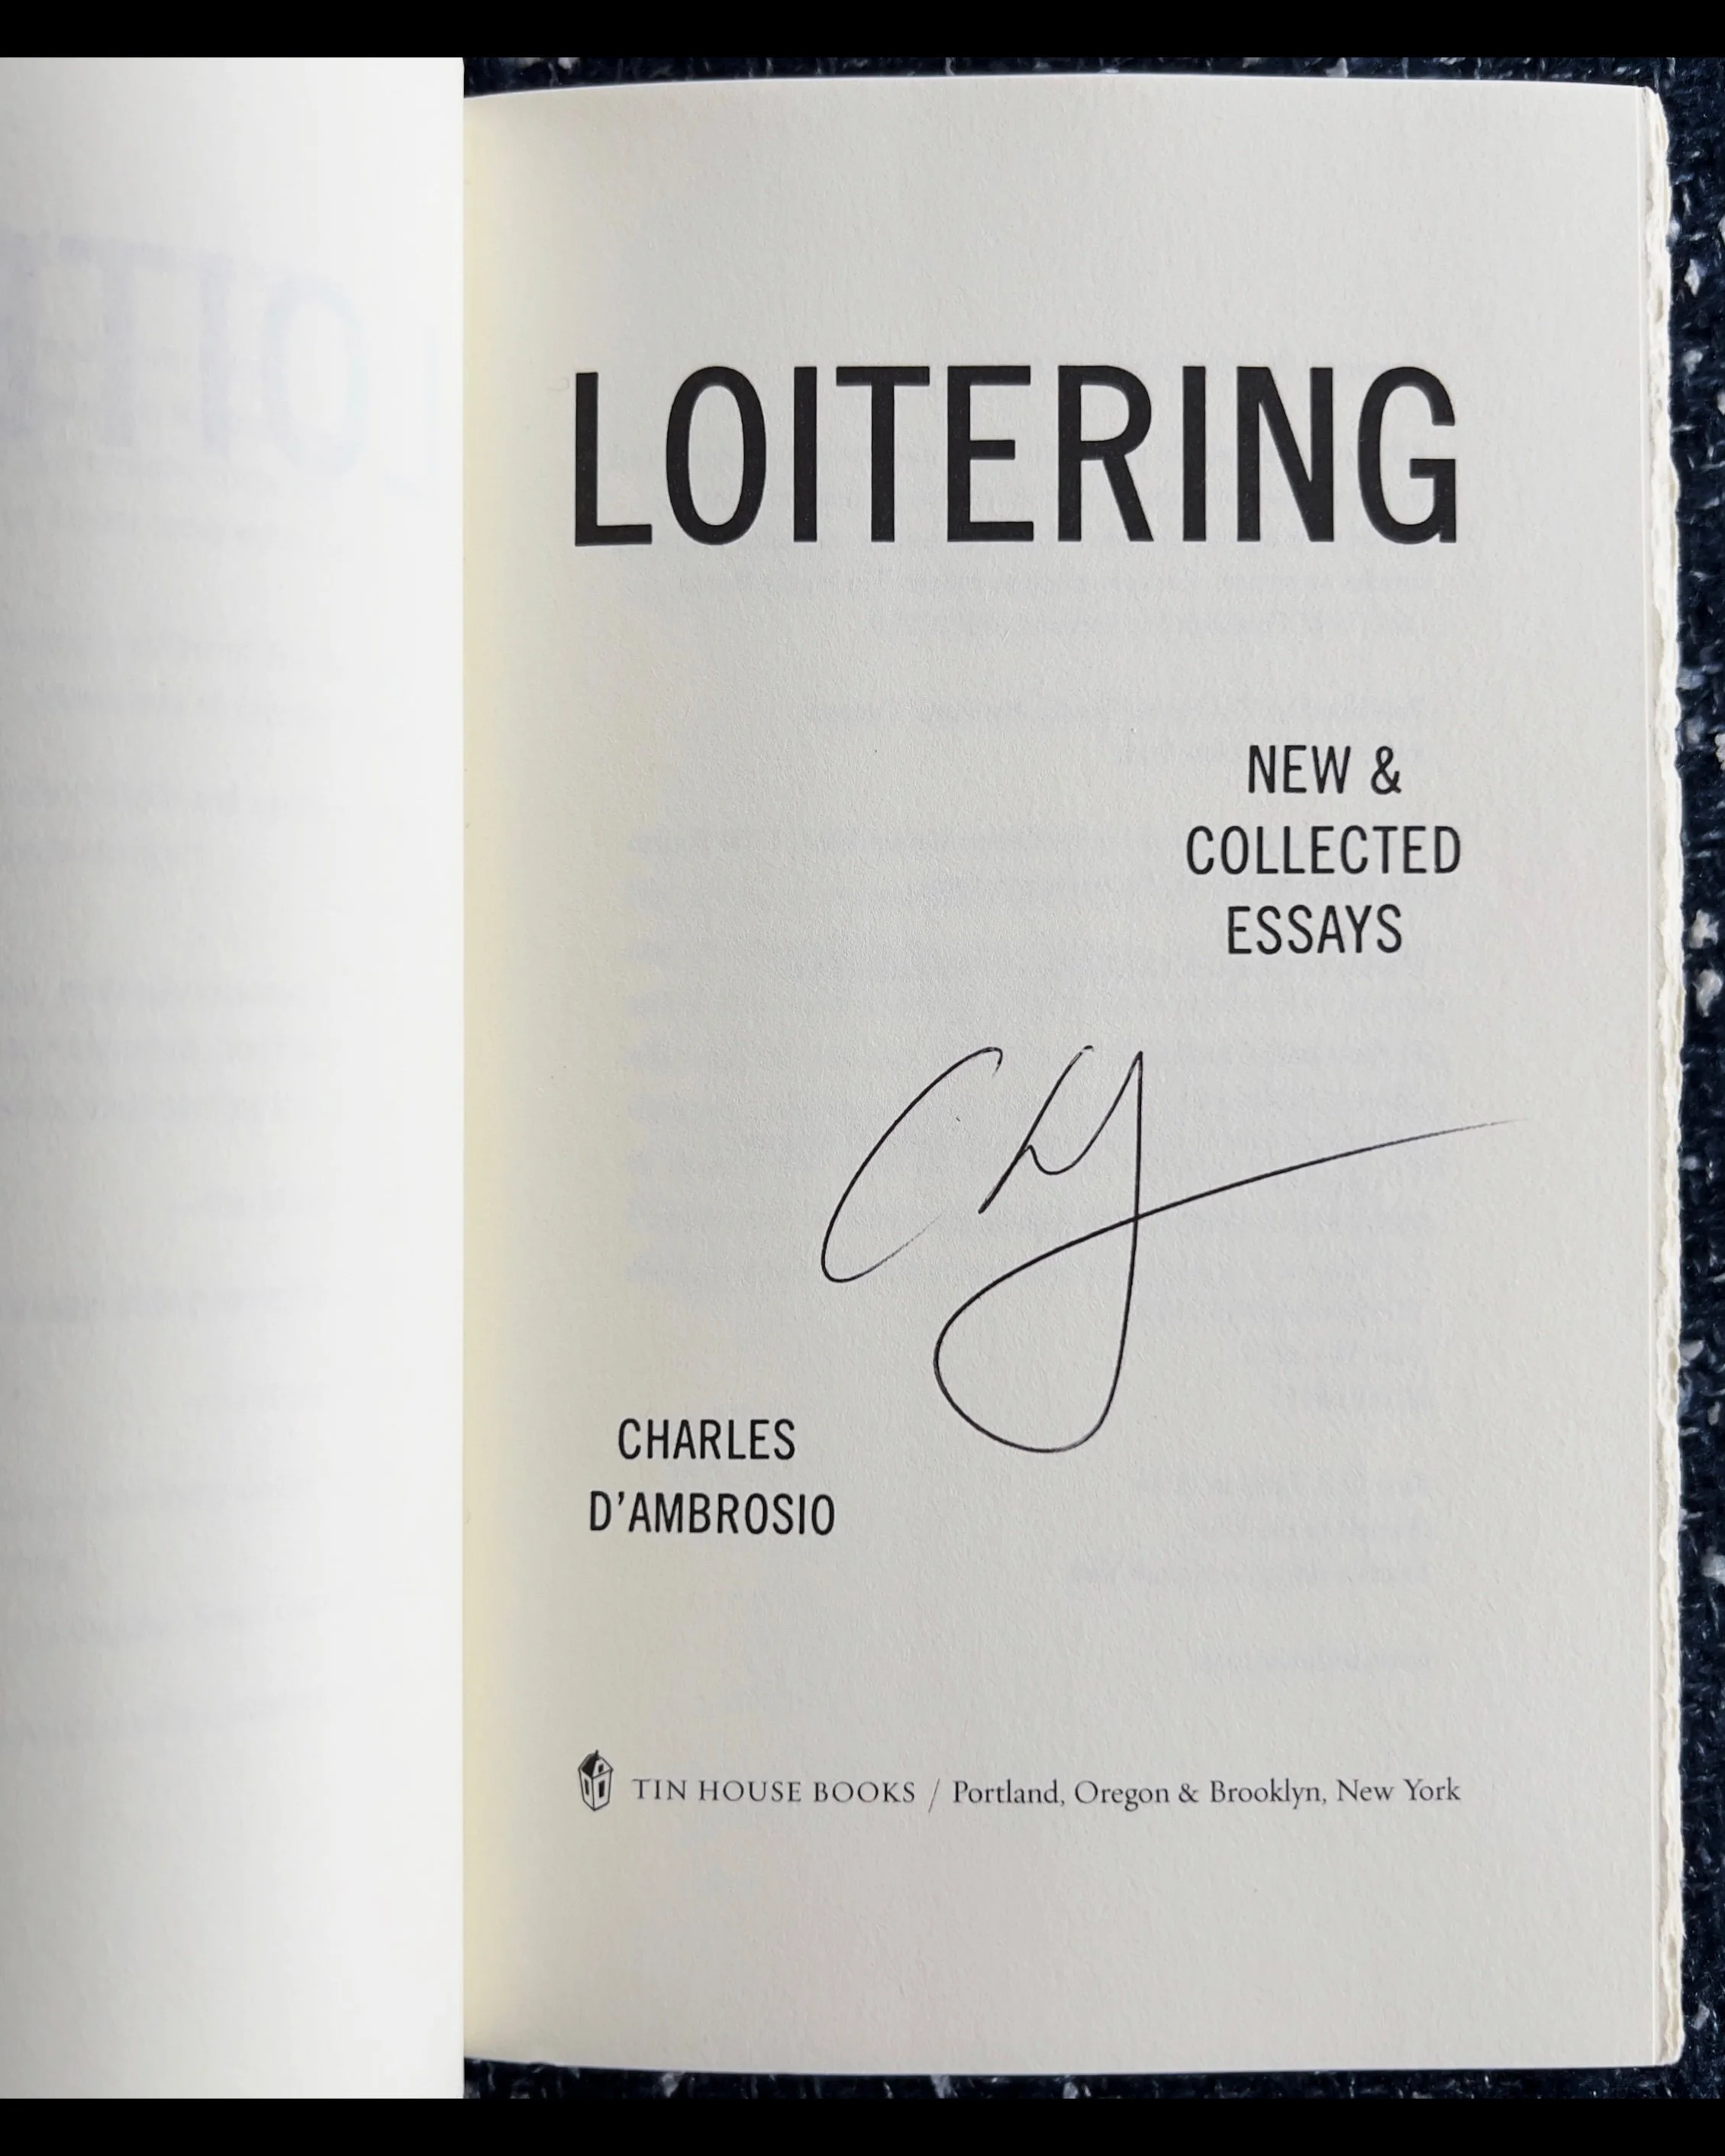 LOITERING
NEW &
COLLECTED
ESSAYS
CHARLES
D'AMBROSIO
TIN HOUSE BOOKS / Portland, Oregon & Brooklyn, New York